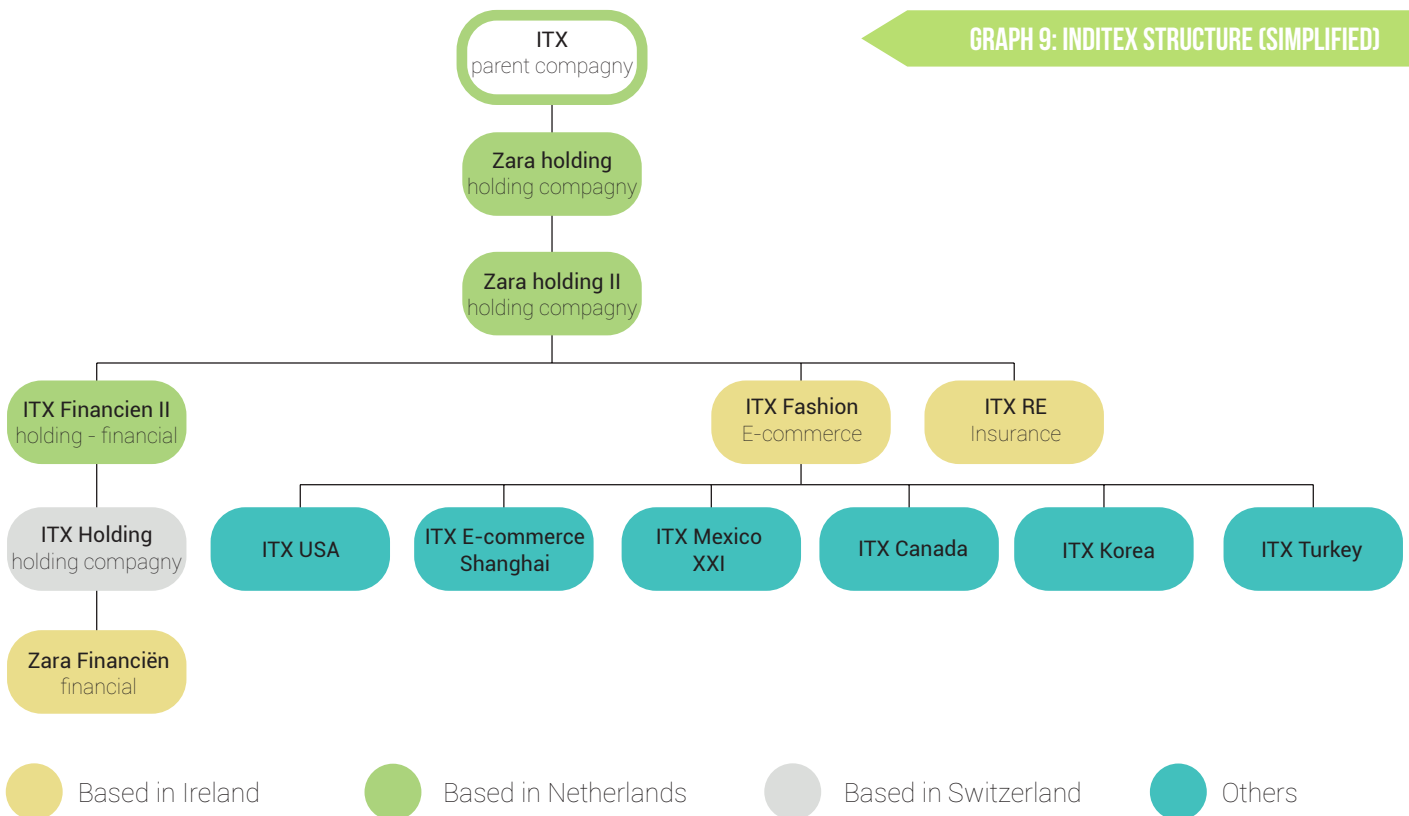 GRAPH 9: INDITEX STRUCTURE (SIMPLIFIED)
ITX
parent compagny
Zara holding
holding compagny
Zara holding II
holding compagny
ITX Financien II
holding - financial
ITX Fashion
E-commerce
ITX RE
Insurance
ITX Holding
holding compagny
ITX USA
ITX E-commerce
Shanghai
ITX Mexico
XXI
ITX Canada
ITX Korea
ITX Turkey
Zara Financiën
financial
Based in Ireland
Based in Netherlands
Based in Switzerland
Others